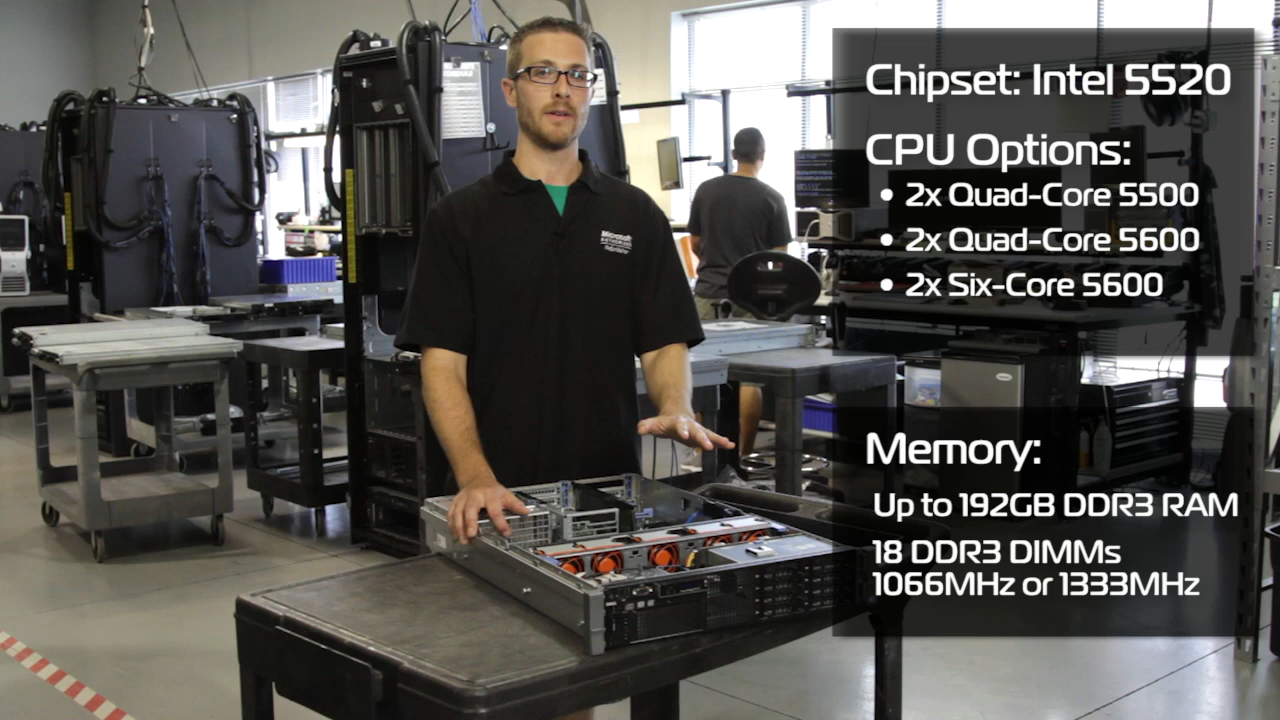 Chipset: Intel 5520
CPU Options:
• 2x Quad-Core 5500
• 2x Quad-Core 5600
• 2x Six-Core 5600
Memory:
Up to 192GB DDR3 RAM
18 DDR3 DIMMs
1066MHz or 1333MHz
Microsoft